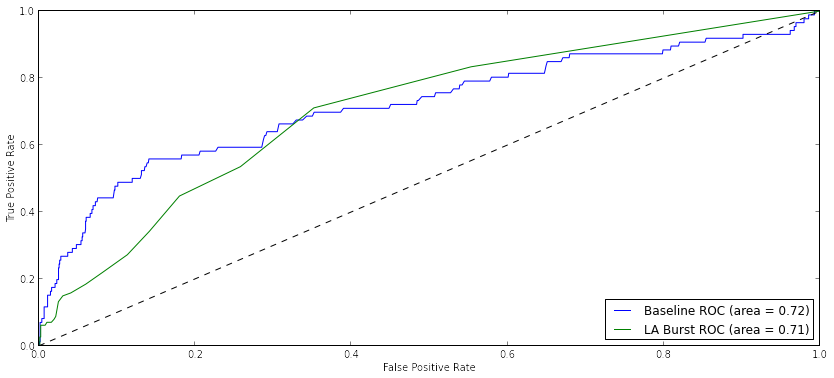 1.0
0.8
0.6
0.4
0.2
0.0
True Positive Rate
0.0 0.2 0.4 0.6 0.8 1.0
False Positive Rate
Baseline ROC (area = 0.72)
LA Burst ROC (area = 0.71)